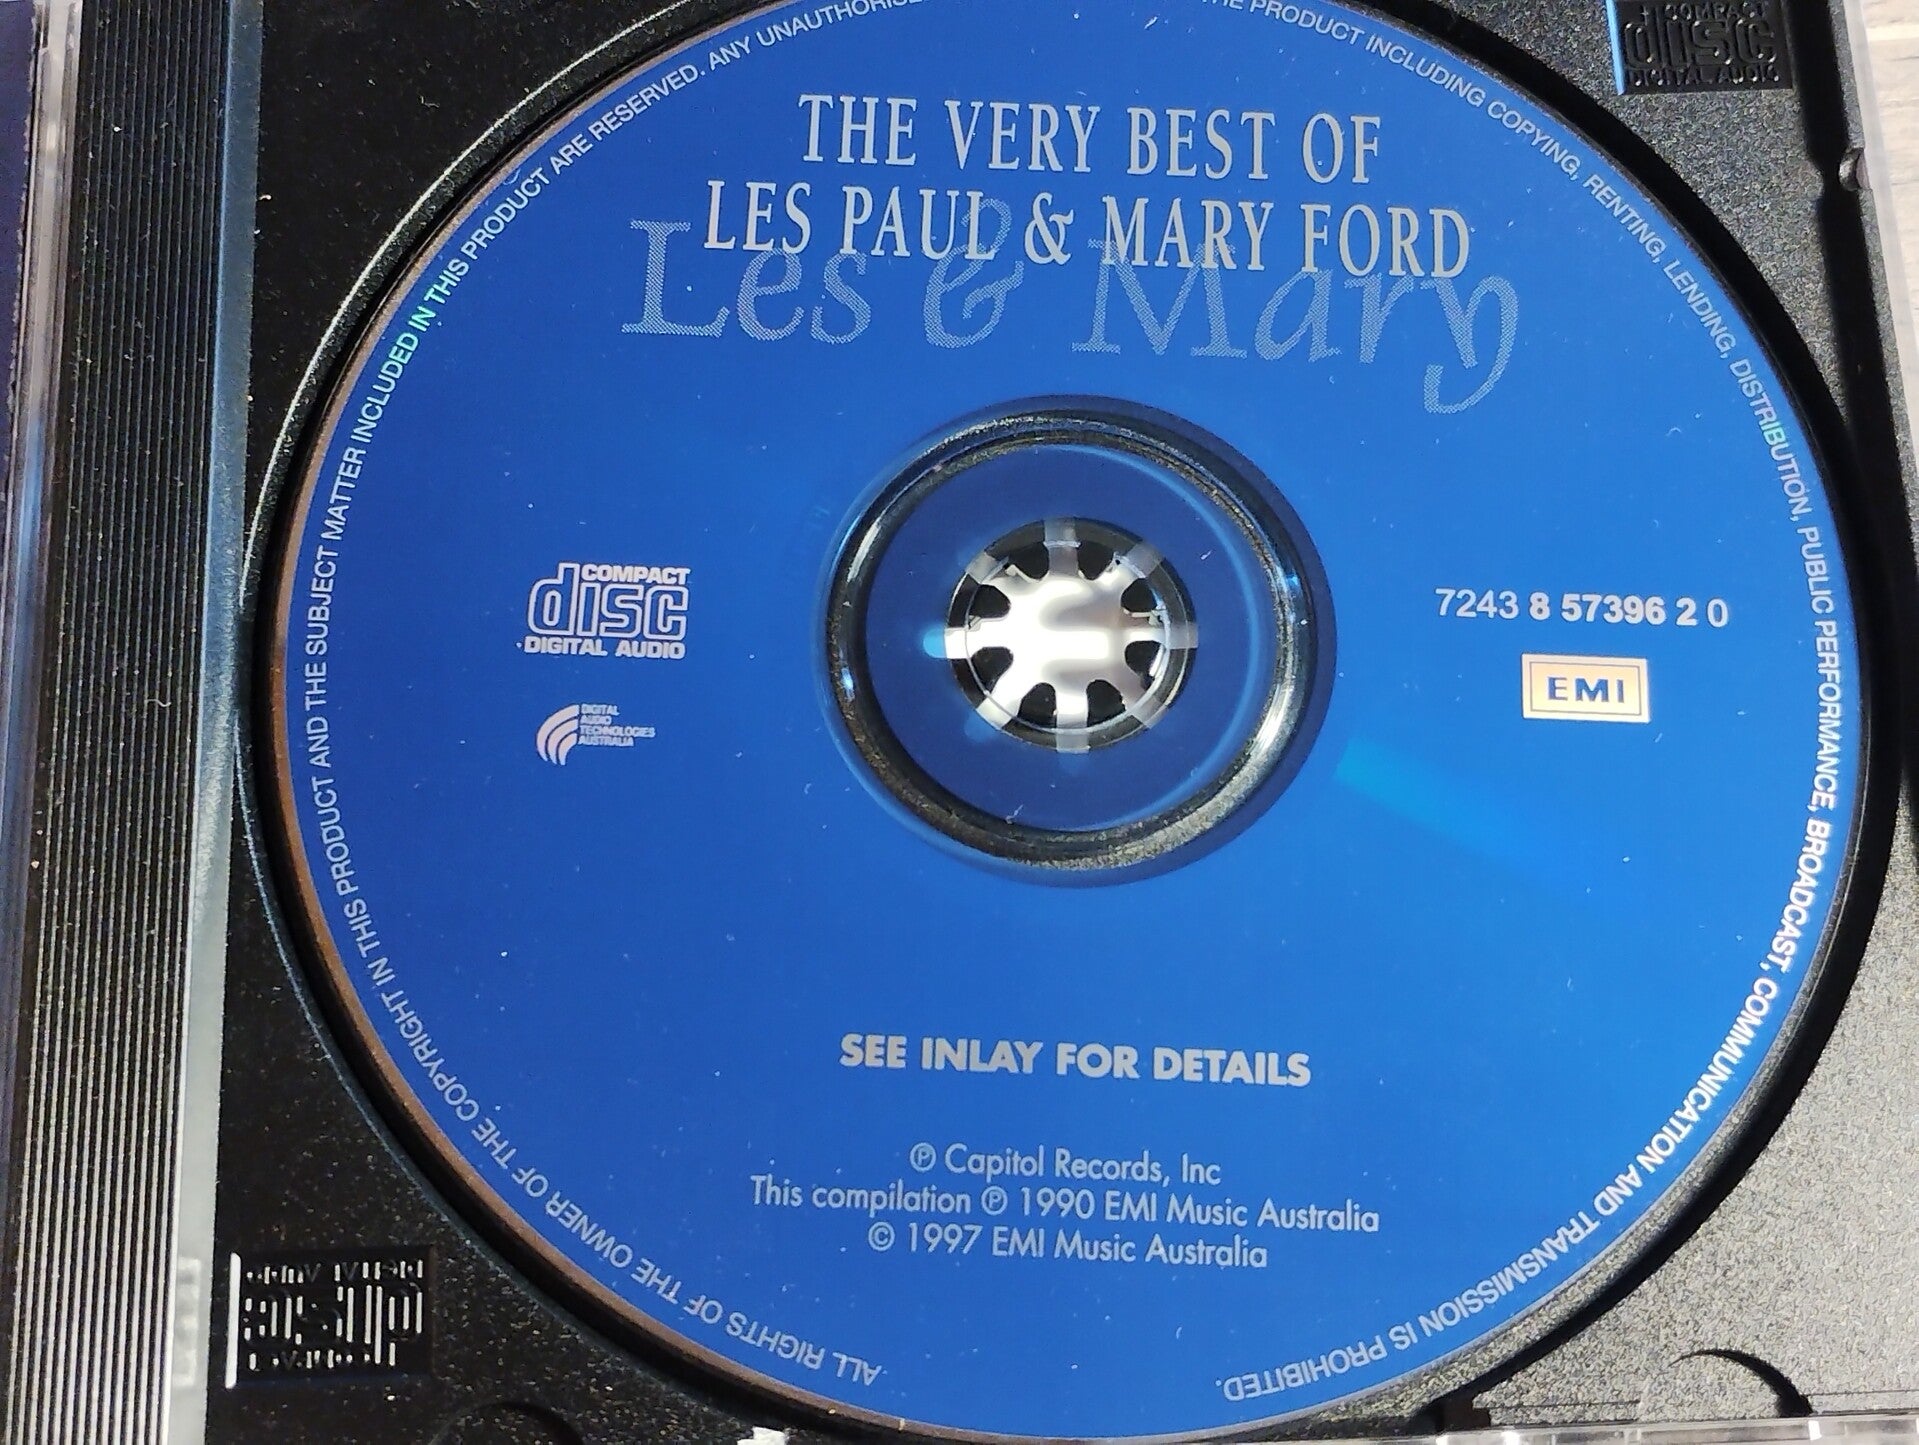 THE VERY BEST OF
LES PAUL & MARY FORD
Les & Mary
COMPACT
disc
DIGITAL AUDIO
DIGITAL
AUDIO
TECHNOLOGIES
AUSTRALIA
7243 8 57396 2 0
EMI
SEE INLAY FOR DETAILS
℗ Capitol Records, Inc
This compilation ℗ 1990 EMI Music Australia
© 1997 EMI Music Australia
ALL RIGHTS OF THE OWNER OF THE COPYRIGHT IN THIS PRODUCT AND THE SUBJECT MATTER INCLUDED IN THIS PRODUCT ARE RESERVED. ANY PRODUCT INCLUDING COPYING, RENTING, LENDING, DISTRIBUTION, PUBLIC PERFORMANCE, BROADCAST, COMMUNICATION AND TRANSMISSION IS PROHIBITED.
COMPACT
disc
DIGITAL AUDIO
COMPACT
disc
DIGITAL AUDIO